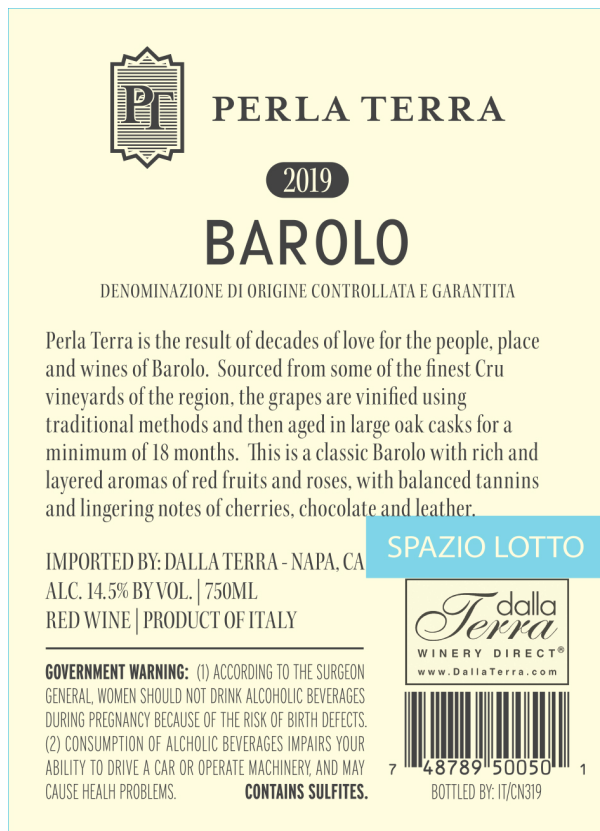 PT PERLA TERRA
2019
BAROLO
DENOMINAZIONE DI ORIGINE CONTROLLATA E GARANTITA
Perla Terra is the result of decades of love for the people, place
and wines of Barolo. Sourced from some of the finest Cru
vineyards of the region, the grapes are vinified using
traditional methods and then aged in large oak casks for a
minimum of 18 months. This is a classic Barolo with rich and
layered aromas of red fruits and roses, with balanced tannins
and lingering notes of cherries, chocolate and leather.
SPAZIO LOTTO
IMPORTED BY: DALLA TERRA - NAPA, CA
ALC. 14.5% BY VOL. | 750ML
RED WINE | PRODUCT OF ITALY
dalla
Terra
WINERY DIRECT®
www.DallaTerra.com
GOVERNMENT WARNING: (1) ACCORDING TO THE SURGEON
GENERAL, WOMEN SHOULD NOT DRINK ALCOHOLIC BEVERAGES
DURING PREGNANCY BECAUSE OF THE RISK OF BIRTH DEFECTS.
(2) CONSUMPTION OF ALCHOLIC BEVERAGES IMPAIRS YOUR
ABILITY TO DRIVE A CAR OR OPERATE MACHINERY, AND MAY
CAUSE HEALH PROBLEMS. CONTAINS SULFITES.
7 48789 50050 1
BOTTLED BY: IT/CN319